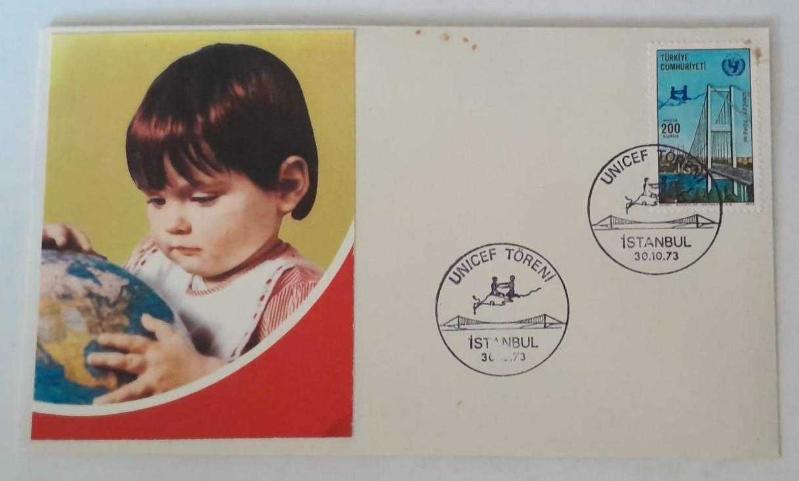 TÜRKİYE
CUMHURİYETİ
200
UNICEF TÖRENİ
İSTANBUL
30.10.73
UNICEF TÖRENİ
İSTANBUL